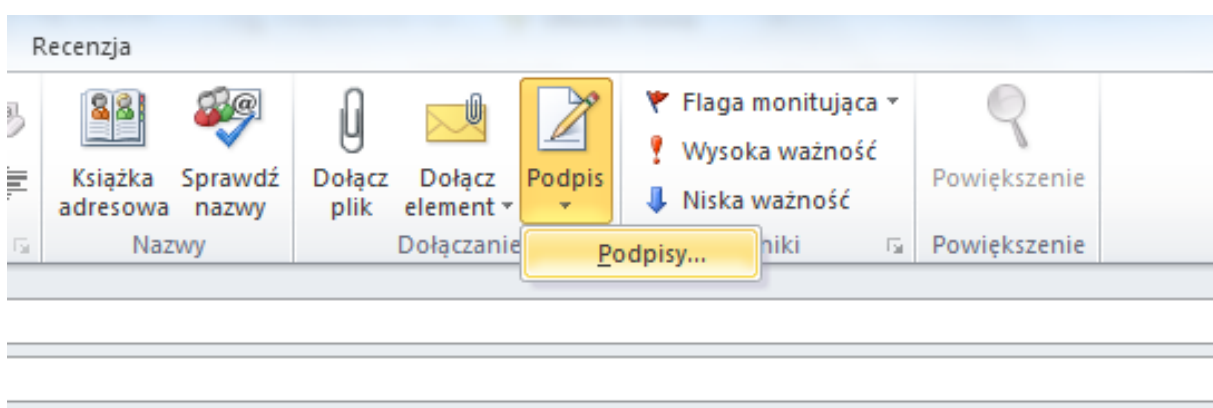 Recenzja
Książka adresowa
Sprawdź nazwy
Nazwy
Dołącz plik
Dołącz element
Podpis
Dołączanie
Podpisy...
Flaga monitująca
Wysoka ważność
Niska ważność
niki
Powiększenie
Powiększenie